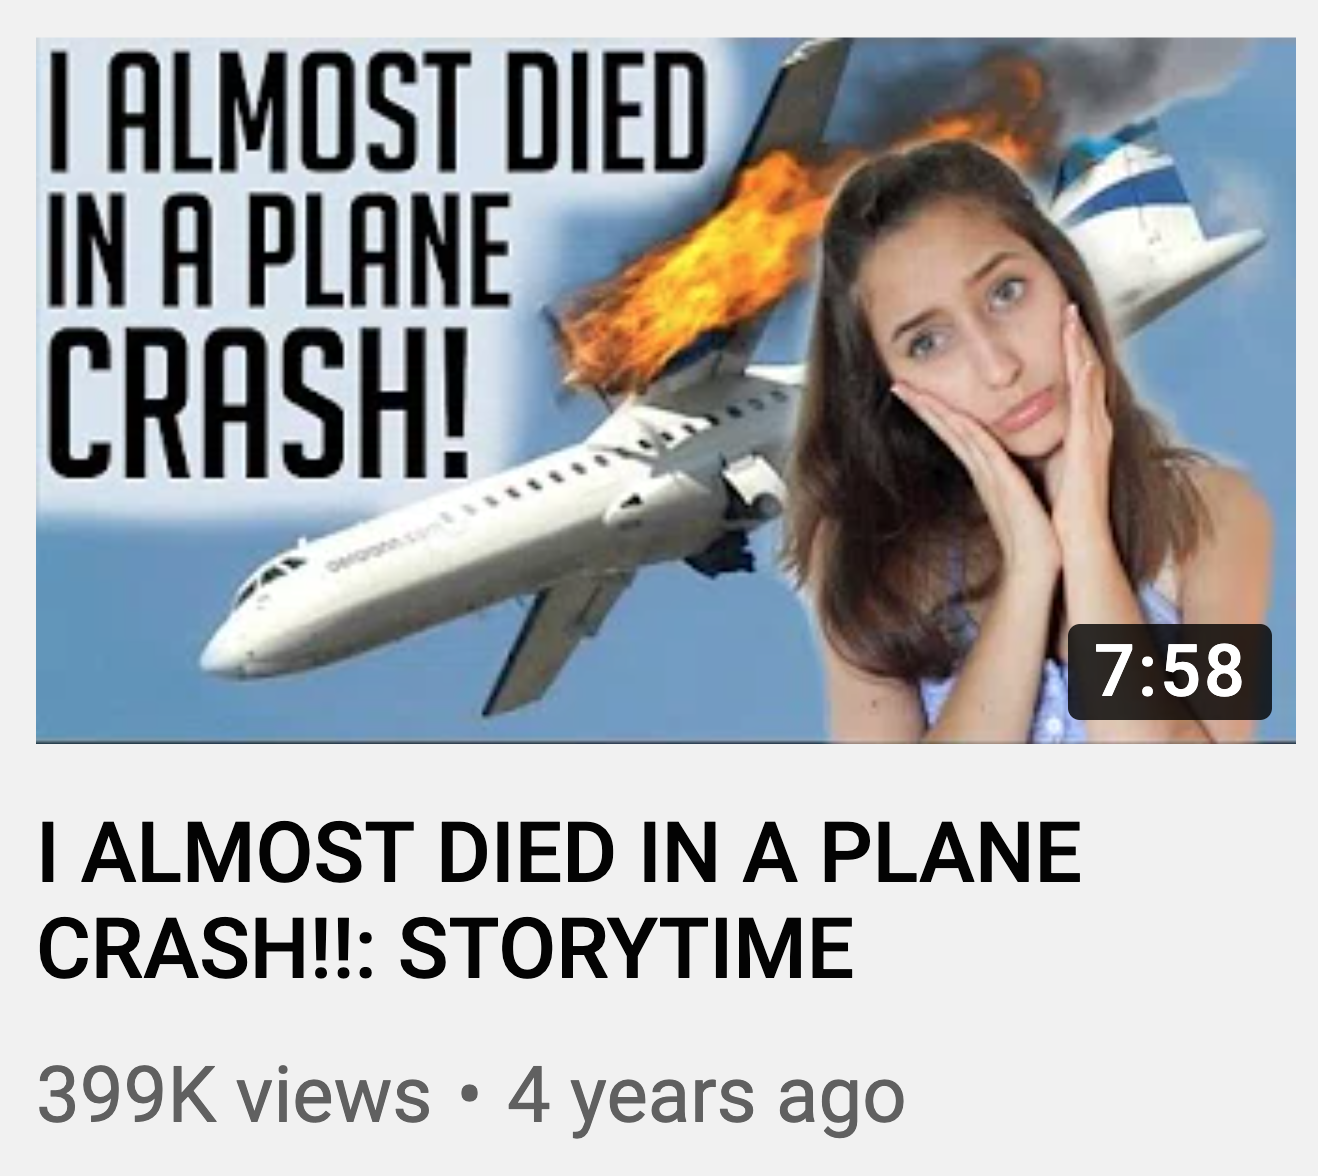 I ALMOST DIED
IN A PLANE
CRASH!
7:58
I ALMOST DIED IN A PLANE
CRASH!!: STORYTIME
399K views • 4 years ago